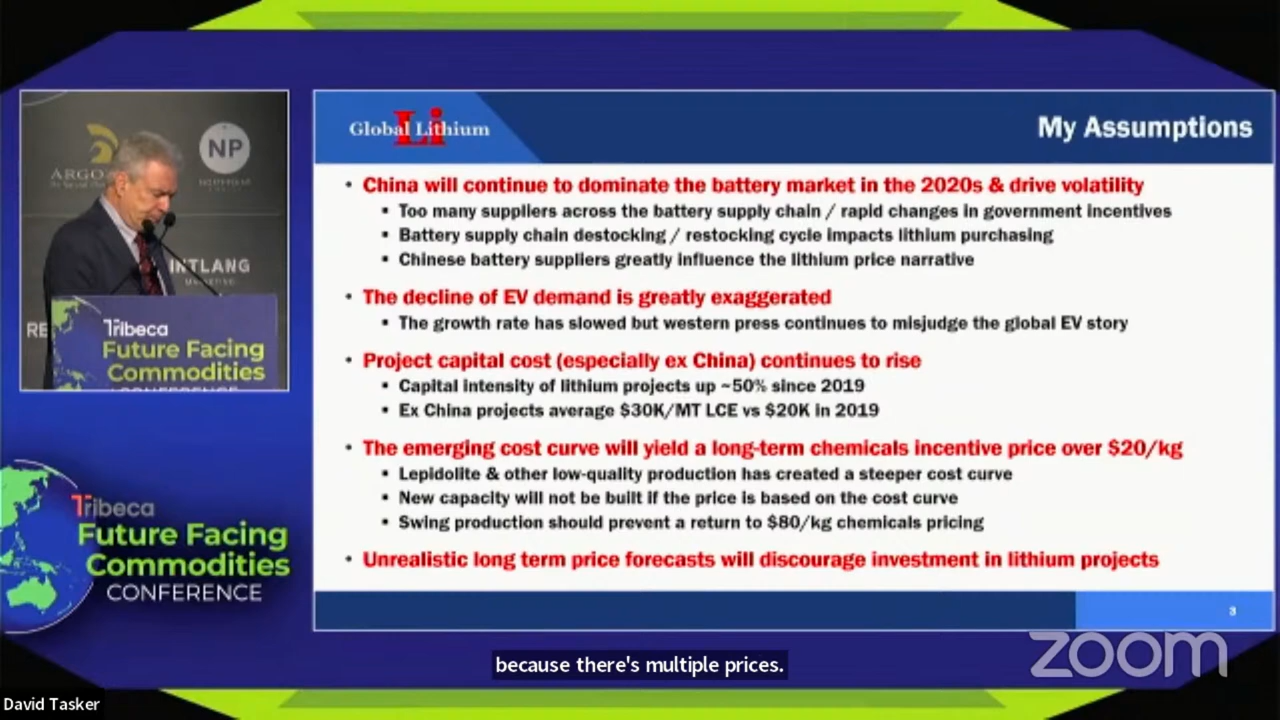 ARGO
NP
INTLANG
RE
Tribeca
Future Facing
Commodities
CONFERENCE
Tribeca
Future Facing
Commodities
CONFERENCE
Global Lithium
Li
My Assumptions
• China will continue to dominate the battery market in the 2020s & drive volatility
▪ Too many suppliers across the battery supply chain / rapid changes in government incentives
▪ Battery supply chain destocking / restocking cycle impacts lithium purchasing
▪ Chinese battery suppliers greatly influence the lithium price narrative
• The decline of EV demand is greatly exaggerated
▪ The growth rate has slowed but western press continues to misjudge the global EV story
• Project capital cost (especially ex China) continues to rise
▪ Capital intensity of lithium projects up ~50% since 2019
▪ Ex China projects average $30K/MT LCE vs $20K in 2019
• The emerging cost curve will yield a long-term chemicals incentive price over $20/kg
▪ Lepidolite & other low-quality production has created a steeper cost curve
▪ New capacity will not be built if the price is based on the cost curve
▪ Swing production should prevent a return to $80/kg chemicals pricing
• Unrealistic long term price forecasts will discourage investment in lithium projects
3
because there's multiple prices.
zoom
David Tasker